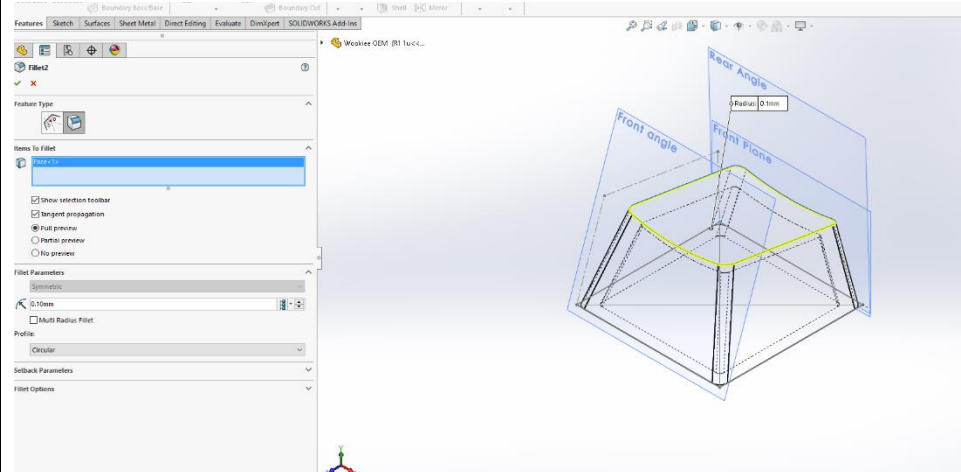 Boundary Boss/Base
Boundary Cut
Shell
Mirror
Features Sketch Surfaces Sheet Metal Direct Editing Evaluate DimXpert SOLIDWORKS Add-Ins
Wookiee OEM (R1 1u<<...
Fillet2
Feature Type
Items To Fillet
Face<1>
Show selection toolbar
Tangent propagation
Full preview
Partial preview
No preview
Fillet Parameters
Symmetric
0.10mm
Multi Radius Fillet
Profile:
Circular
Setback Parameters
Fillet Options
Rear Angle
Radius: 0.1mm
Front angle
Front Plane
Y